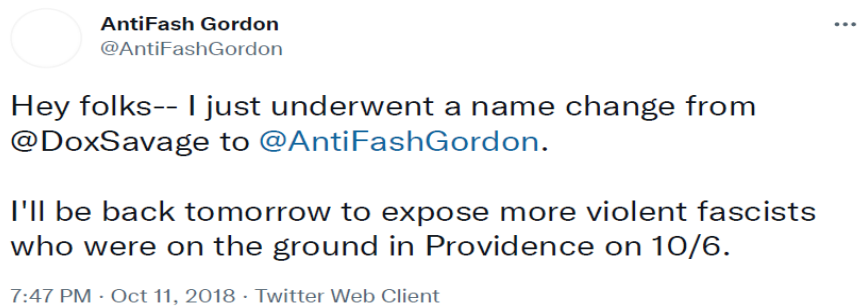 AntiFash Gordon
@AntiFashGordon
Hey folks-- I just underwent a name change from
@DoxSavage to @AntiFashGordon.
I'll be back tomorrow to expose more violent fascists
who were on the ground in Providence on 10/6.
7:47 PM · Oct 11, 2018 · Twitter Web Client